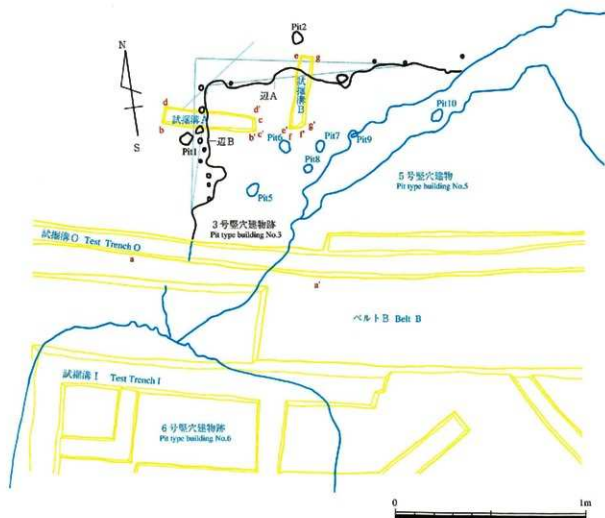 Pit2
N
e g
d
試掘溝A
d'
c
試掘溝B
辺A
b
b' c'
e' f f' g'
Pit1
辺B
Pit6
Pit7
Pit9
Pit10
Pit8
Pit5
S
5号竪穴建物
Pit type building No.5
3号竪穴建物跡
Pit type building No.3
試掘溝O Test Trench O
a
a'
ベルトB Belt B
試掘溝I Test Trench I
6号竪穴建物跡
Pit type building No.6
0 1m